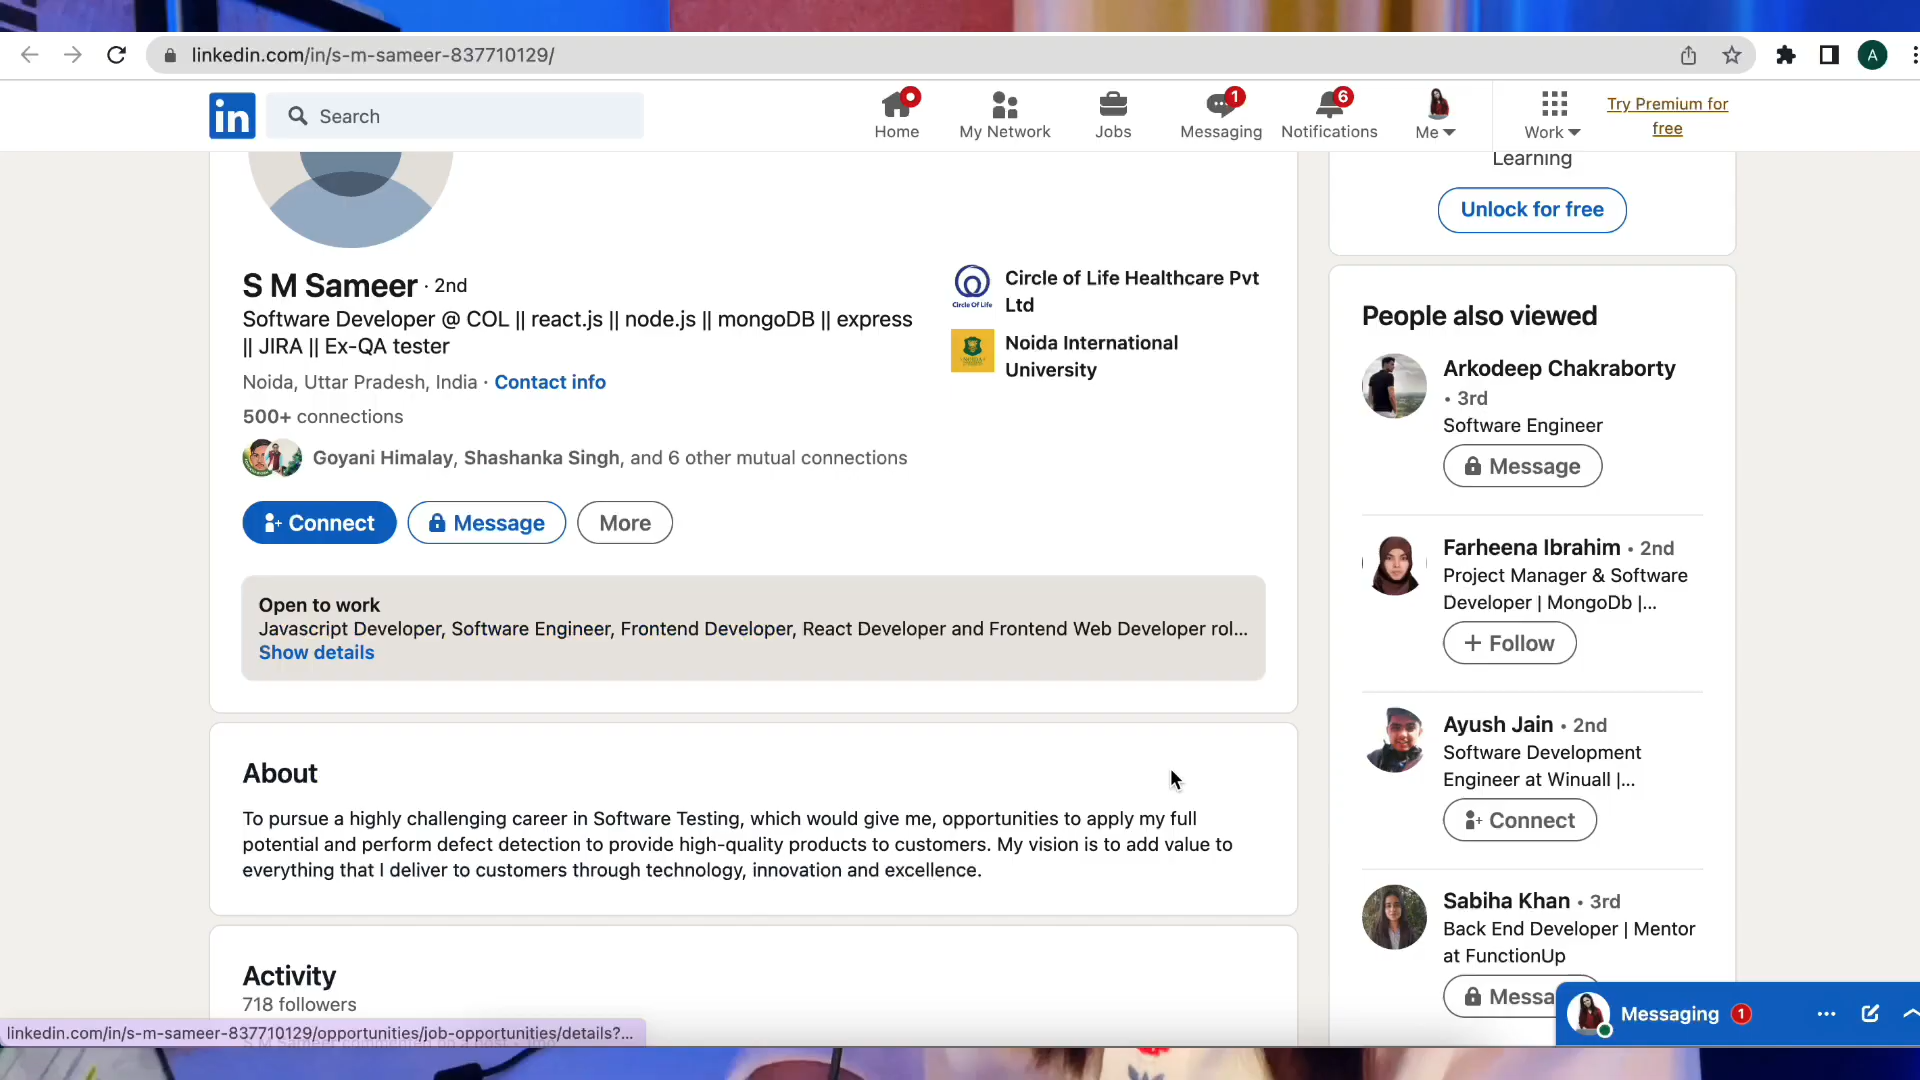 linkedin.com/in/s-m-sameer-837710129/
A
in
Search
Home
My Network
Jobs
1
Messaging
6
Notifications
Me
Work
Try Premium for
free
Learning
Unlock for free
S M Sameer · 2nd
Software Developer @ COL || react.js || node.js || mongoDB || express
|| JIRA || Ex-QA tester
Noida, Uttar Pradesh, India · Contact info
500+ connections
Goyani Himalay, Shashanka Singh, and 6 other mutual connections
Connect
Message
More
Circle Of Life
Circle of Life Healthcare Pvt
Ltd
Noida International
University
Open to work
Javascript Developer, Software Engineer, Frontend Developer, React Developer and Frontend Web Developer rol...
Show details
About
To pursue a highly challenging career in Software Testing, which would give me, opportunities to apply my full
potential and perform defect detection to provide high-quality products to customers. My vision is to add value to
everything that I deliver to customers through technology, innovation and excellence.
Activity
718 followers
linkedin.com/in/s-m-sameer-837710129/opportunities/job-opportunities/details?...
People also viewed
Arkodeep Chakraborty
• 3rd
Software Engineer
Message
Farheena Ibrahim • 2nd
Project Manager & Software
Developer | MongoDb |...
+ Follow
Ayush Jain • 2nd
Software Development
Engineer at Winuall |...
Connect
Sabiha Khan • 3rd
Back End Developer | Mentor
at FunctionUp
Messa
Messaging 1